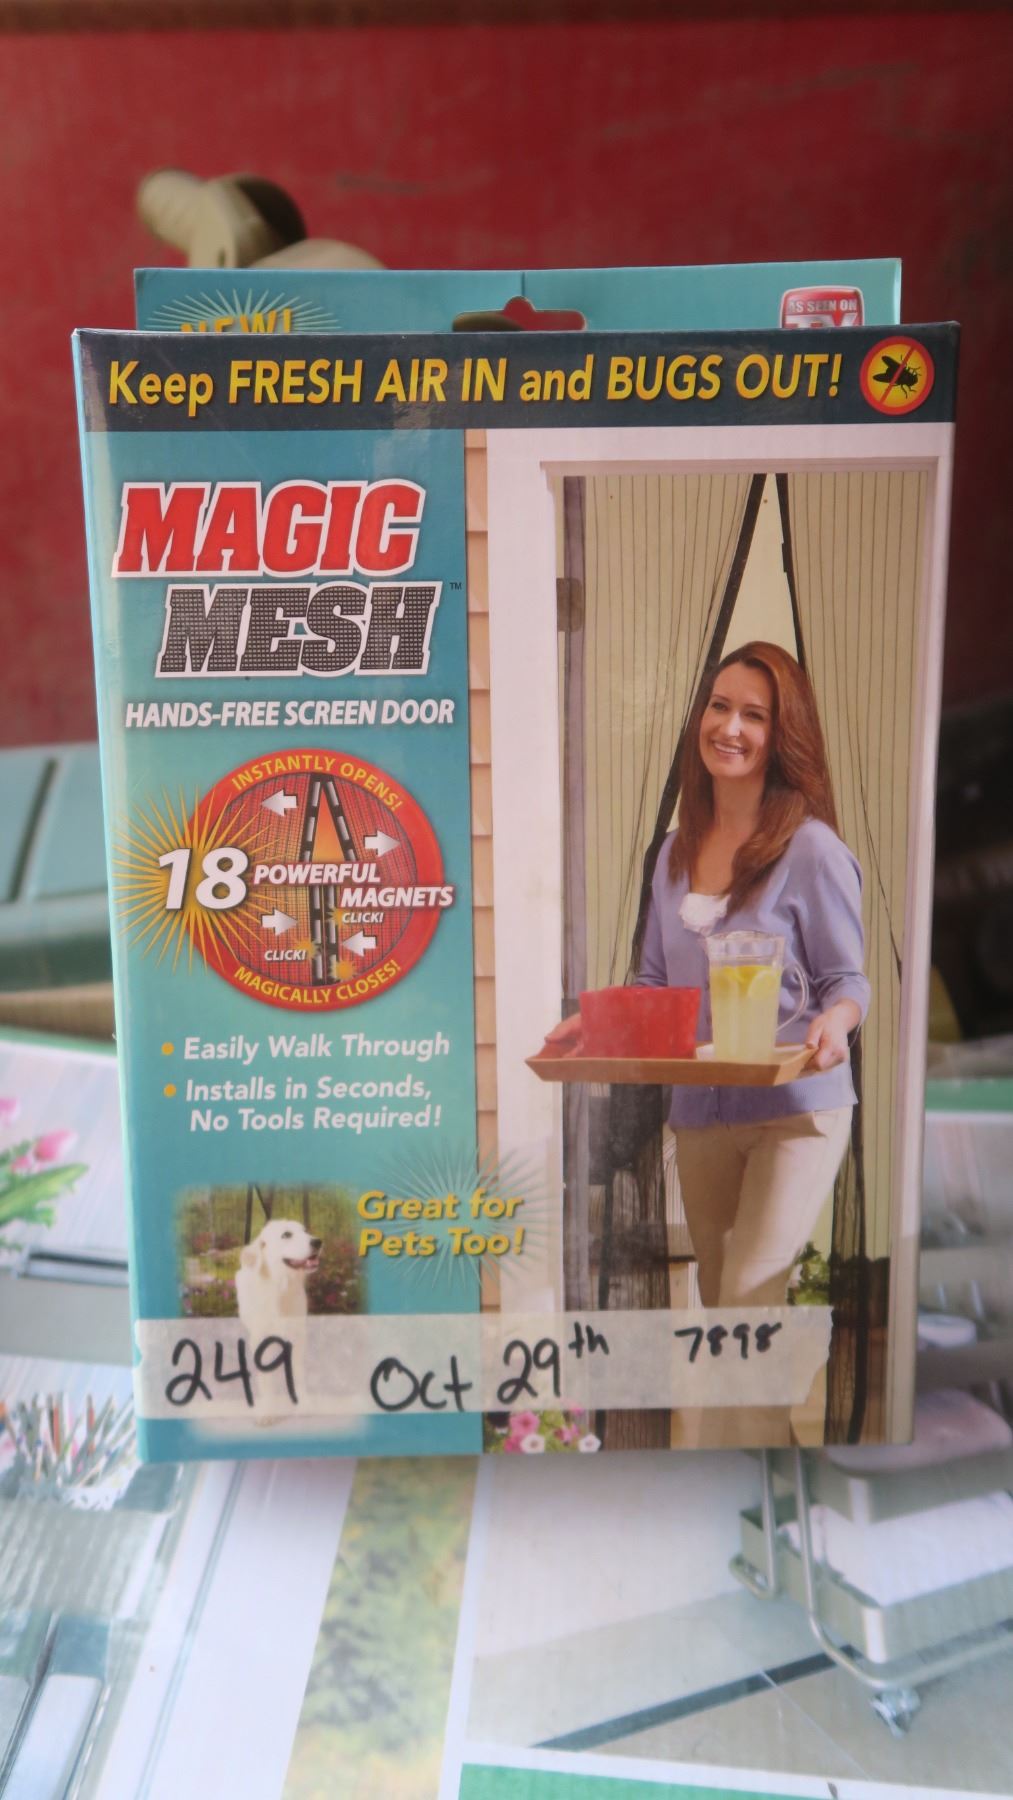 NEW!
AS SEEN ON
TV
Keep FRESH AIR IN and BUGS OUT!
MAGIC
MESH™
HANDS-FREE SCREEN DOOR
INSTANTLY OPENS!
18 POWERFUL
MAGNETS
CLICK!
CLICK!
MAGICALLY CLOSES!
• Easily Walk Through
• Installs in Seconds,
No Tools Required!
Great for
Pets Too!
249 Oct 29th 7898